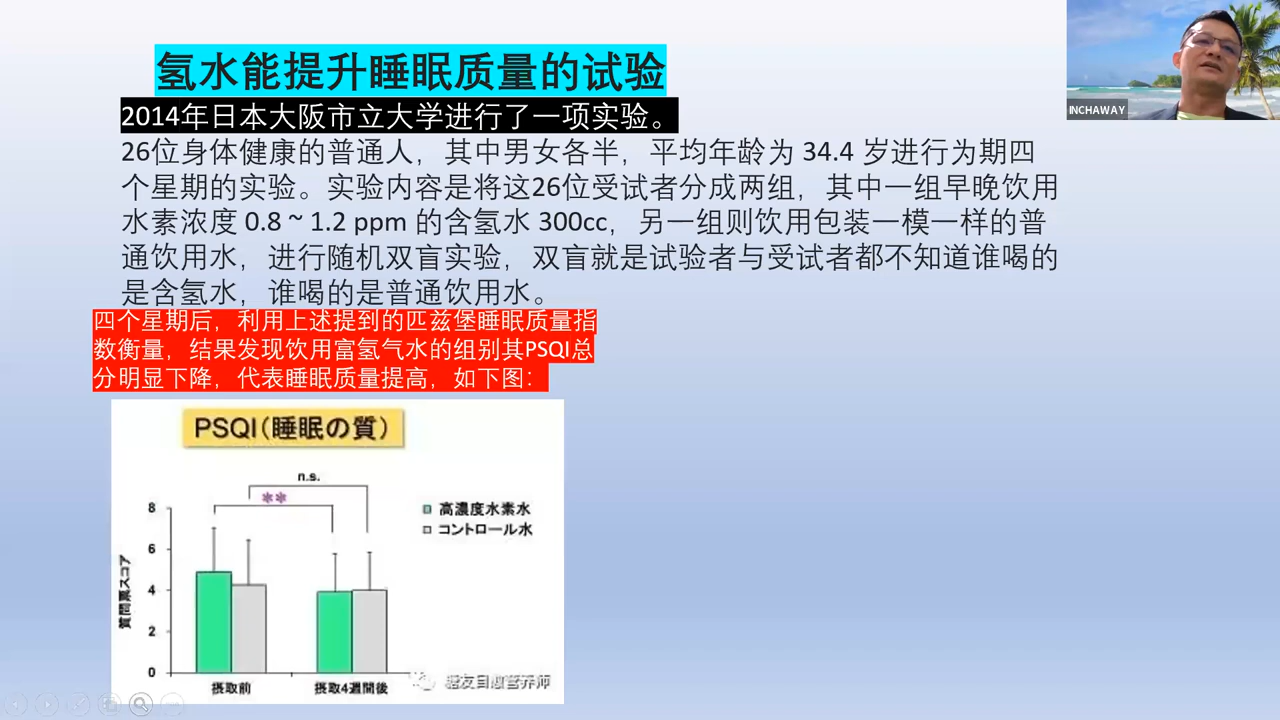 氢水能提升睡眠质量的试验
INCHAWAY
2014年日本大阪市立大学进行了一项实验。
26位身体健康的普通人，其中男女各半，平均年龄为 34.4 岁进行为期四
个星期的实验。实验内容是将这26位受试者分成两组，其中一组早晚饮用
水素浓度 0.8 ~ 1.2 ppm 的含氢水 300cc，另一组则饮用包装一模一样的普
通饮用水，进行随机双盲实验，双盲就是试验者与受试者都不知道谁喝的
是含氢水，谁喝的是普通饮用水。
四个星期后，利用上述提到的匹兹堡睡眠质量指
数衡量，结果发现饮用富氢气水的组别其PSQI总
分明显下降，代表睡眠质量提高，如下图：
PSQI（睡眠の質）
n.s.
**
高濃度水素水
コントロール水
質問票スコア
8
6
4
2
0
摂取前
摂取4週間後
糖友自愈营养师